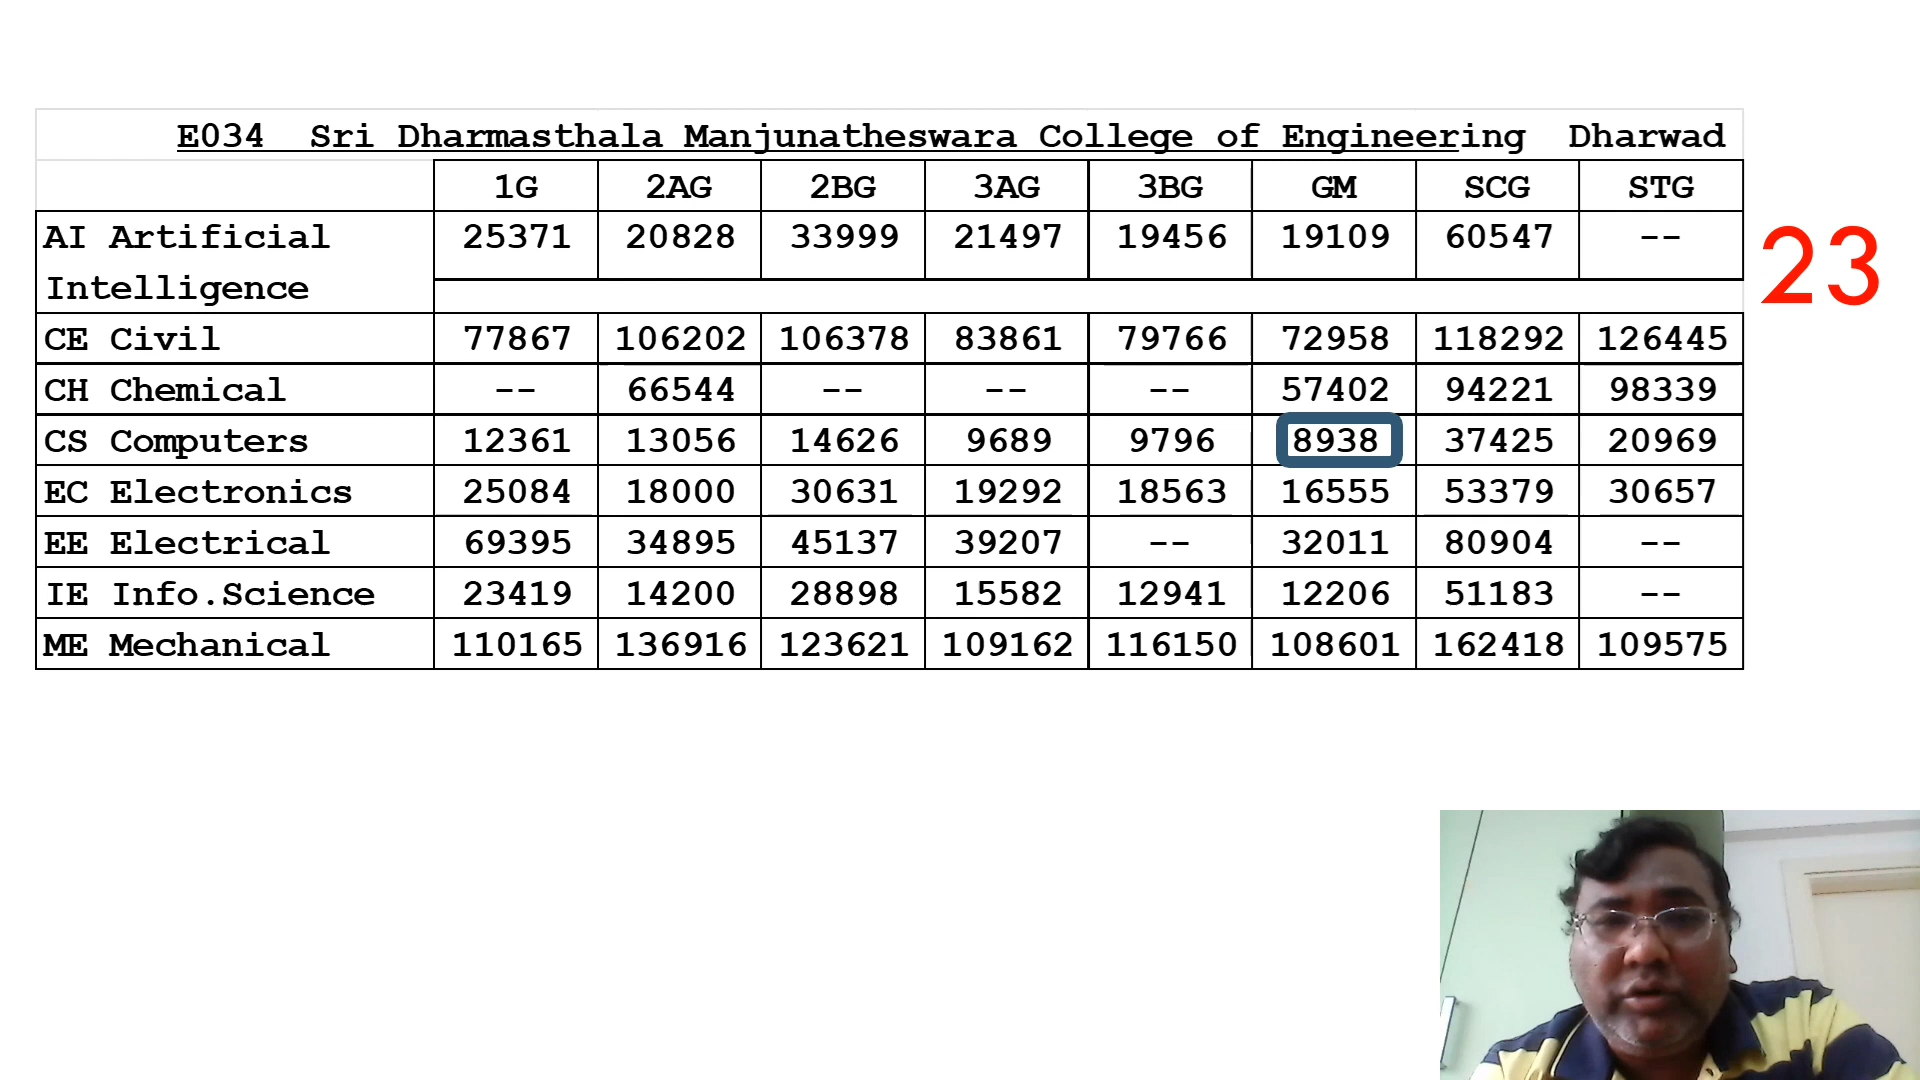 E034 Sri Dharmasthala Manjunatheswara College of Engineering Dharwad
1G 2AG 2BG 3AG 3BG GM SCG STG
AI Artificial 25371 20828 33999 21497 19456 19109 60547 --
Intelligence
23
CE Civil 77867 106202 106378 83861 79766 72958 118292 126445
CH Chemical -- 66544 -- -- -- 57402 94221 98339
CS Computers 12361 13056 14626 9689 9796 8938 37425 20969
EC Electronics 25084 18000 30631 19292 18563 16555 53379 30657
EE Electrical 69395 34895 45137 39207 -- 32011 80904 --
IE Info.Science 23419 14200 28898 15582 12941 12206 51183 --
ME Mechanical 110165 136916 123621 109162 116150 108601 162418 109575